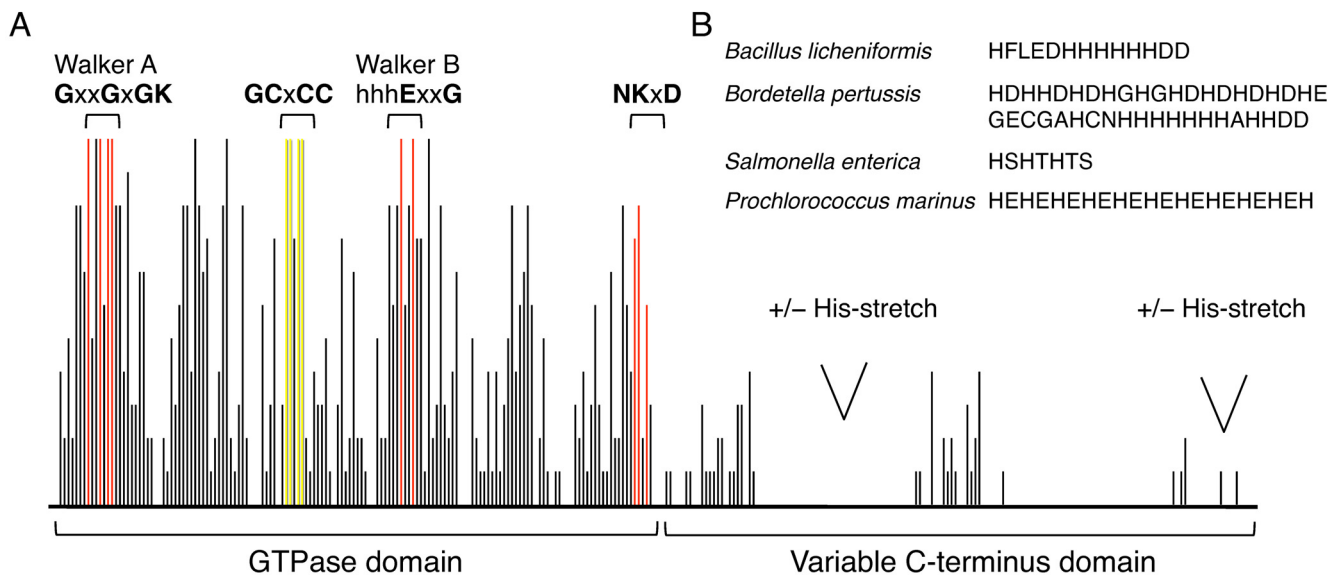 A
B
Walker A
GxxGxGK
GCxCC
Walker B
hhhExxG
NKxD
Bacillus licheniformis HFLEDHHHHHHDD
Bordetella pertussis HDHHDHDHGHGHDHDHDHDHE
GECGAHCNHHHHHHHAHHDD
Salmonella enterica HSHTHTS
Prochlorococcus marinus HEHEHEHEHEHEHEHEHEHEH
+/– His-stretch
+/– His-stretch
GTPase domain
Variable C-terminus domain